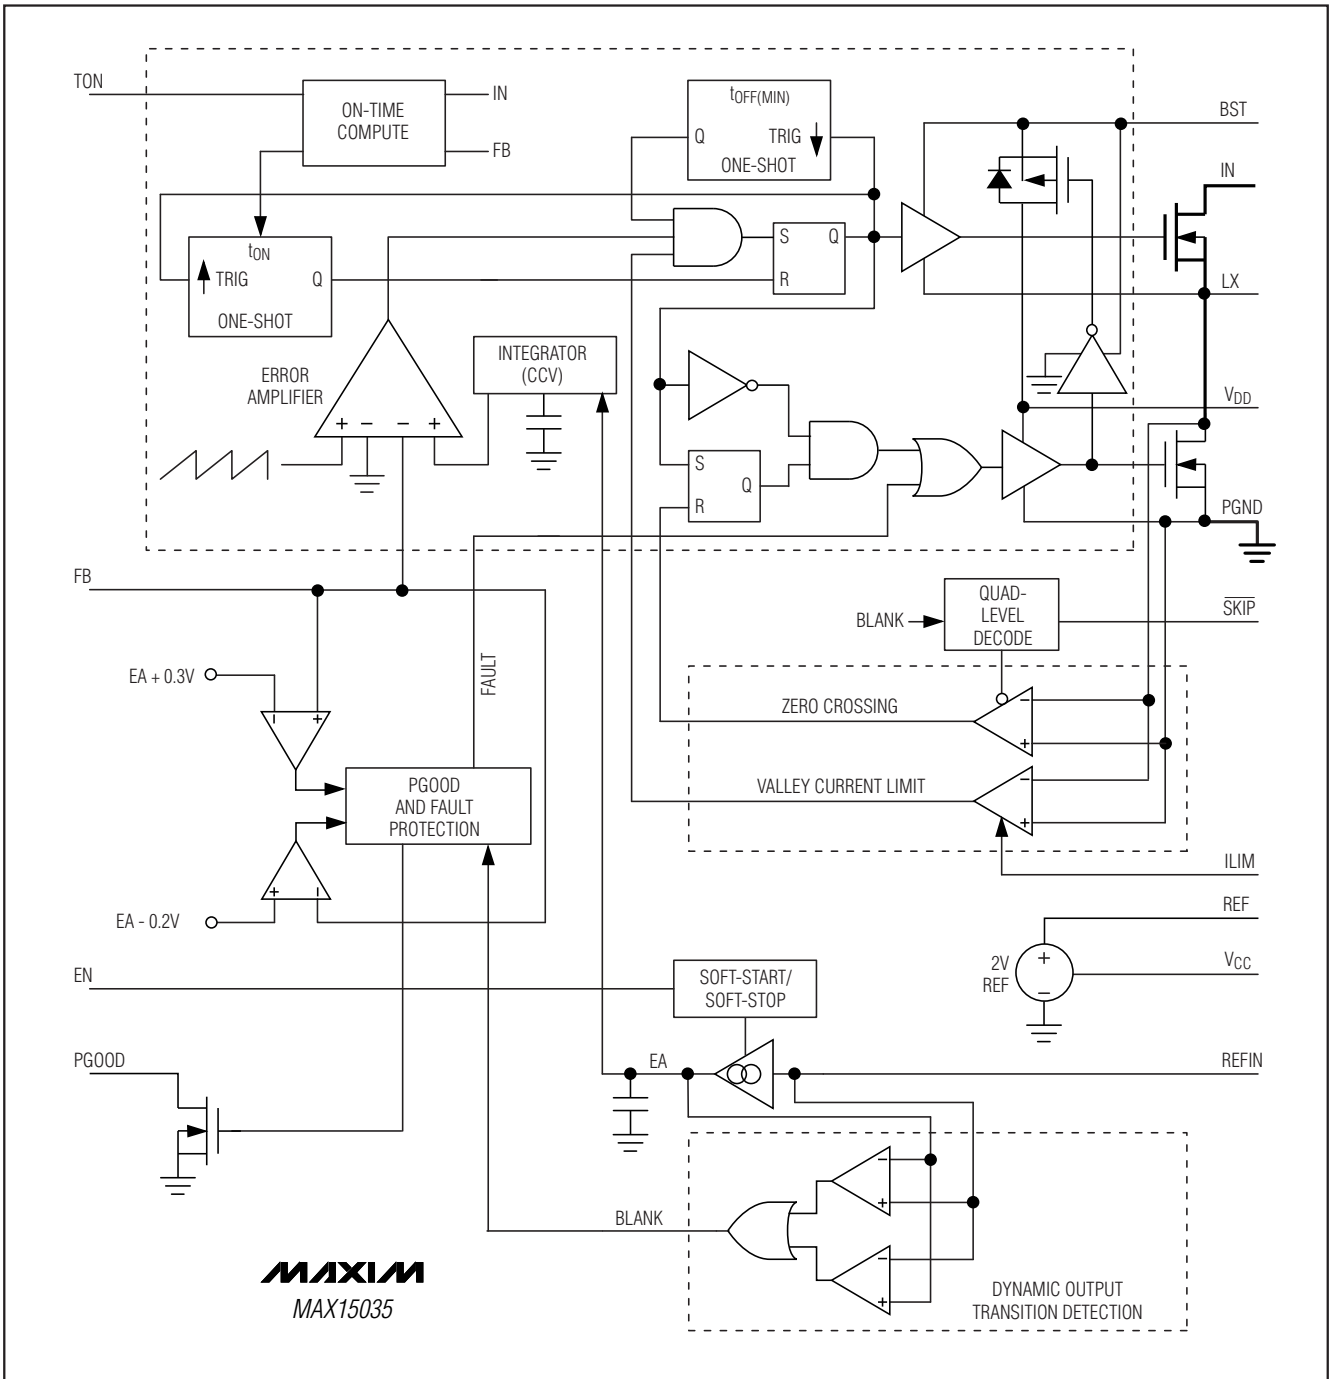 TON
ON-TIME
COMPUTE
IN
FB
tOFF(MIN)
Q
TRIG
ONE-SHOT
BST
IN
tON
TRIG
Q
ONE-SHOT
S
Q
R
LX
ERROR
AMPLIFIER
+ − − +
INTEGRATOR
(CCV)
VDD
S
Q
R
PGND
FB
QUAD-
LEVEL
DECODE
BLANK
SKIP
EA + 0.3V
− +
FAULT
ZERO CROSSING
−
+
PGOOD
AND FAULT
PROTECTION
VALLEY CURRENT LIMIT
−
+
ILIM
+ −
EA - 0.2V
REF
2V
REF
+
−
VCC
EN
SOFT-START/
SOFT-STOP
PGOOD
EA
REFIN
−
+
BLANK
−
+
DYNAMIC OUTPUT
TRANSITION DETECTION
MAXIM
MAX15035